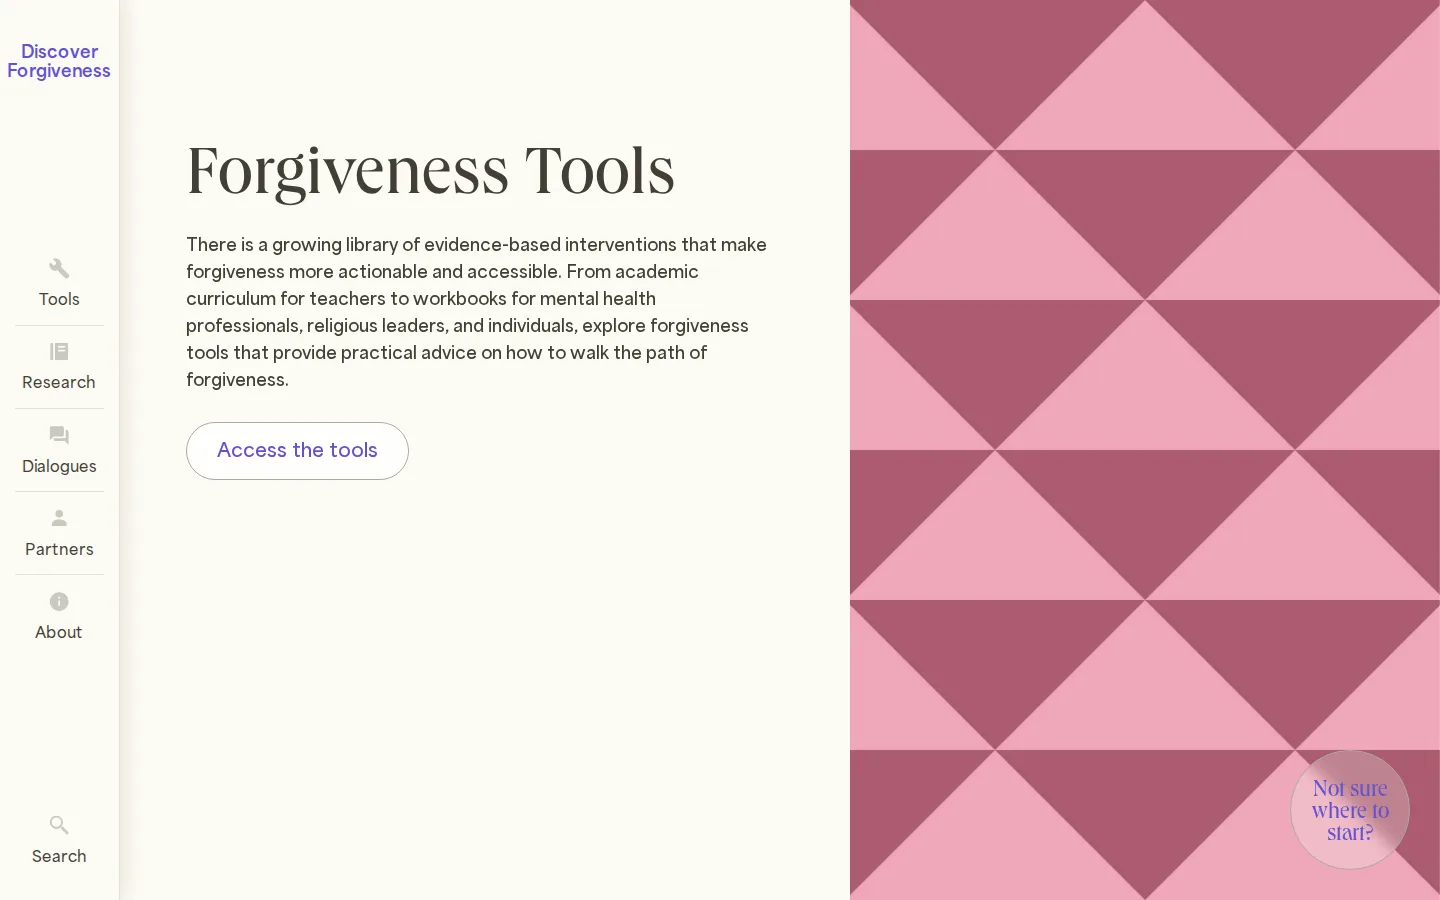 Discover
Forgiveness
Tools
Research
Dialogues
Partners
About
Search
Forgiveness Tools
There is a growing library of evidence-based interventions that make
forgiveness more actionable and accessible. From academic
curriculum for teachers to workbooks for mental health
professionals, religious leaders, and individuals, explore forgiveness
tools that provide practical advice on how to walk the path of
forgiveness.
Access the tools
Not sure
where to
start?